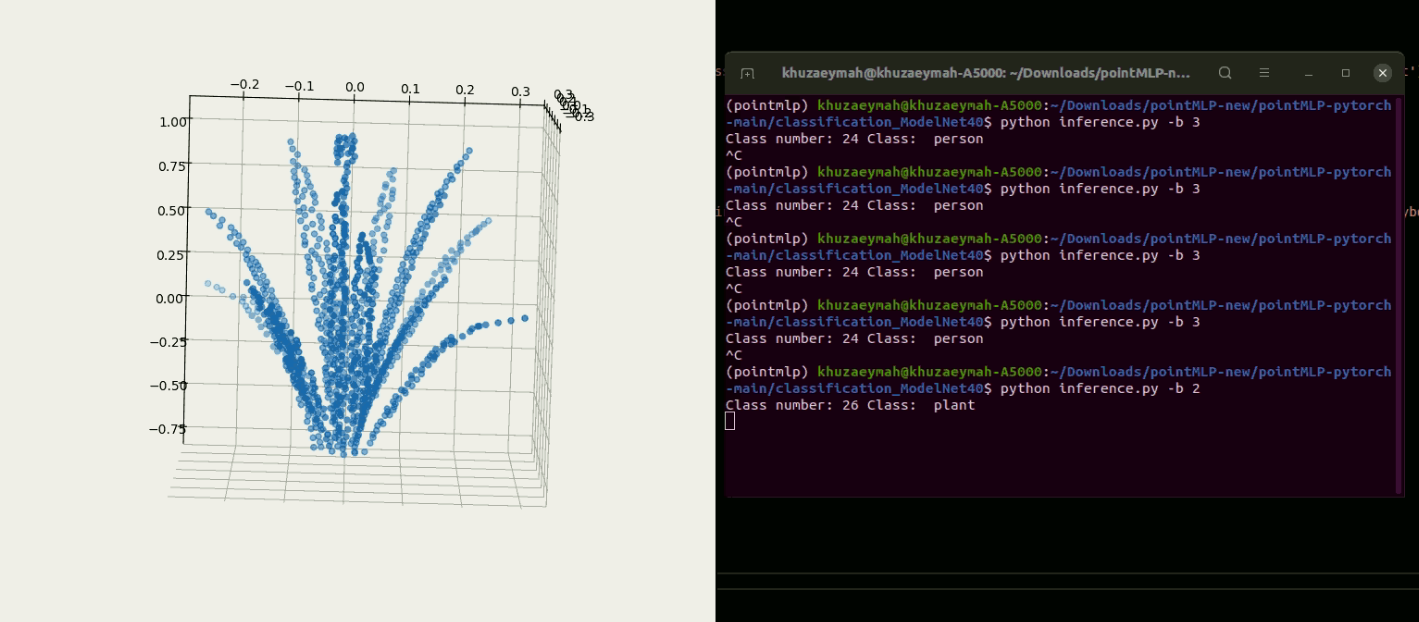 −0.2 −0.1 0.0 0.1 0.2 0.3
1.00
0.75
0.50
0.25
0.00
−0.25
−0.50
−0.75
khuzaeymah@khuzaeymah-A5000: ~/Downloads/pointMLP-n...
(pointmlp) khuzaeymah@khuzaeymah-A5000:~/Downloads/pointMLP-new/pointMLP-pytorch
-main/classification_ModelNet40$ python inference.py -b 3
Class number: 24 Class:  person
^C
(pointmlp) khuzaeymah@khuzaeymah-A5000:~/Downloads/pointMLP-new/pointMLP-pytorch
-main/classification_ModelNet40$ python inference.py -b 3
Class number: 24 Class:  person
^C
(pointmlp) khuzaeymah@khuzaeymah-A5000:~/Downloads/pointMLP-new/pointMLP-pytorch
-main/classification_ModelNet40$ python inference.py -b 3
Class number: 24 Class:  person
^C
(pointmlp) khuzaeymah@khuzaeymah-A5000:~/Downloads/pointMLP-new/pointMLP-pytorch
-main/classification_ModelNet40$ python inference.py -b 3
Class number: 24 Class:  person
^C
(pointmlp) khuzaeymah@khuzaeymah-A5000:~/Downloads/pointMLP-new/pointMLP-pytorch
-main/classification_ModelNet40$ python inference.py -b 2
Class number: 26 Class:  plant